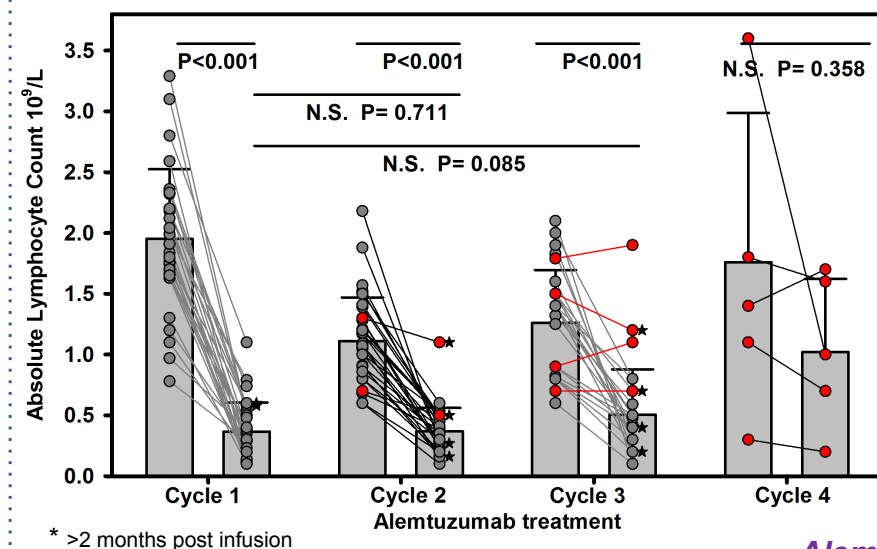 Absolute Lymphocyte Count 10⁹/L
3.5
3.0
2.5
2.0
1.5
1.0
0.5
0.0
P<0.001
P<0.001
P<0.001
N.S. P= 0.358
N.S. P= 0.711
N.S. P= 0.085
Cycle 1
Cycle 2
Cycle 3
Cycle 4
Alemtuzumab treatment
* >2 months post infusion